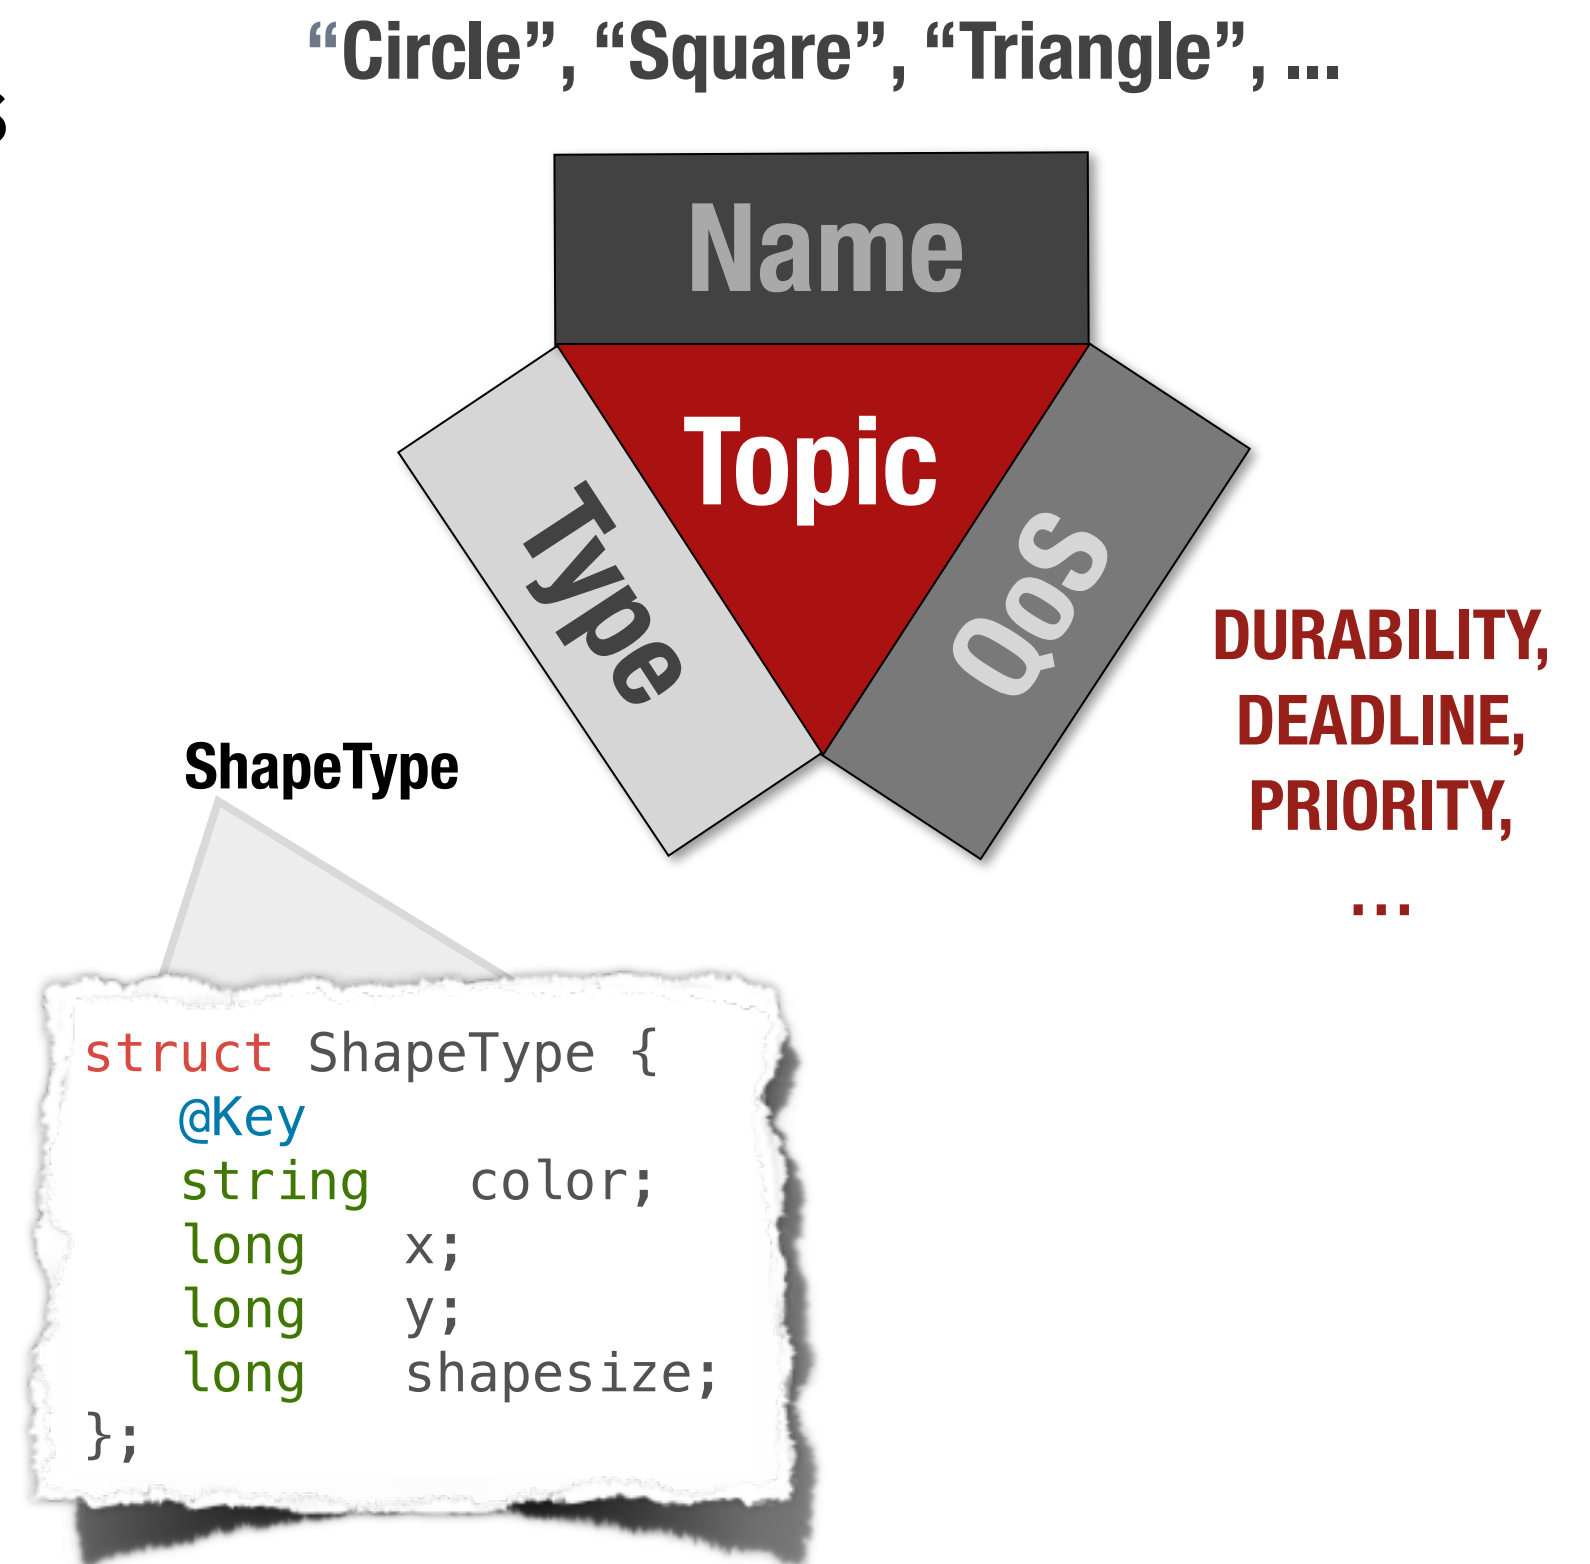 “Circle”, “Square”, “Triangle”, ...
s
Name
Topic
Type
QoS
DURABILITY,
DEADLINE,
PRIORITY,
...
ShapeType
struct ShapeType {
@Key
string color;
long x;
long y;
long shapesize;
};